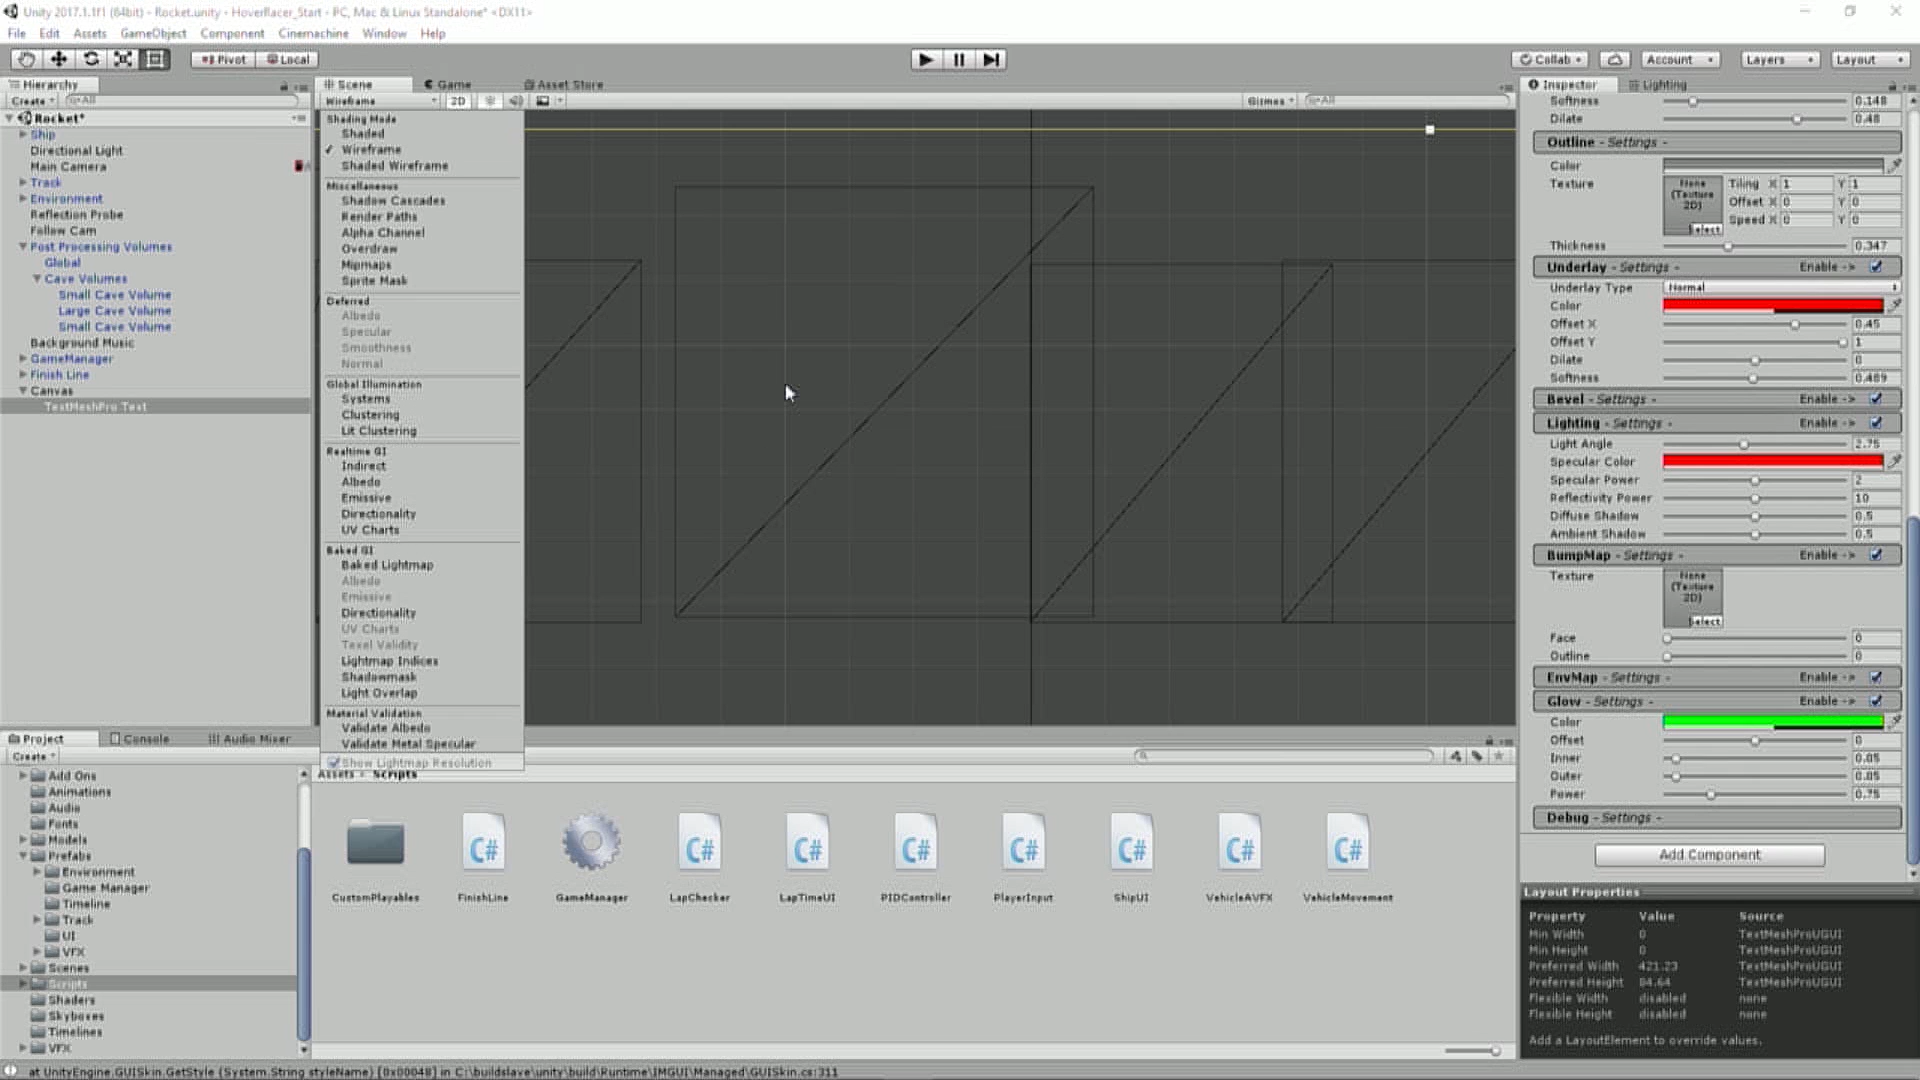 Unity 2017.1.1f1 (64bit) - Rocket.unity - HoverRacer_Start - PC, Mac & Linux Standalone* <DX11>
File Edit Assets GameObject Component Cinemachine Window Help
Pivot Local
Collab Account Layers Layout
Hierarchy
Create All
Rocket*
Ship
Directional Light
Main Camera
Track
Environment
Reflection Probe
Follow Cam
Post Processing Volumes
Global
Cave Volumes
Small Cave Volume
Large Cave Volume
Small Cave Volume
Background Music
GameManager
Finish Line
Canvas
TextMeshPro Text
Scene Game Asset Store
Wireframe 2D Gizmos All
Shading Mode
Shaded
✓ Wireframe
Shaded Wireframe
Miscellaneous
Shadow Cascades
Render Paths
Alpha Channel
Overdraw
Mipmaps
Sprite Mask
Deferred
Albedo
Specular
Smoothness
Normal
Global Illumination
Systems
Clustering
Lit Clustering
Realtime GI
Indirect
Albedo
Emissive
Directionality
UV Charts
Baked GI
Baked Lightmap
Albedo
Emissive
Directionality
UV Charts
Texel Validity
Lightmap Indices
Shadowmask
Light Overlap
Material Validation
Validate Albedo
Validate Metal Specular
Show Lightmap Resolution
Inspector Lighting
Softness 0.148
Dilate 0.48
Outline - Settings -
Color
Texture None (Texture 2D) Select
Tiling X 1 Y 1
Offset X 0 Y 0
Speed X 0 Y 0
Thickness 0.347
Underlay - Settings - Enable ->
Underlay Type Normal
Color
Offset X 0.45
Offset Y 1
Dilate 0
Softness 0.489
Bevel - Settings - Enable ->
Lighting - Settings - Enable ->
Light Angle 2.75
Specular Color
Specular Power 2
Reflectivity Power 10
Diffuse Shadow 0.5
Ambient Shadow 0.5
BumpMap - Settings - Enable ->
Texture None (Texture 2D) Select
Face 0
Outline 0
EnvMap - Settings - Enable ->
Glow - Settings - Enable ->
Color
Offset 0
Inner 0.05
Outer 0.05
Power 0.75
Debug - Settings -
Add Component
Layout Properties
Property Value Source
Min Width 0 TextMeshProUGUI
Min Height 0 TextMeshProUGUI
Preferred Width 421.23 TextMeshProUGUI
Preferred Height 84.64 TextMeshProUGUI
Flexible Width disabled none
Flexible Height disabled none
Add a LayoutElement to override values.
Project Console Audio Mixer
Create
Add Ons
Animations
Audio
Fonts
Models
Prefabs
Environment
Game Manager
Timeline
Track
UI
VFX
Scenes
Scripts
Shaders
Skyboxes
Timelines
VFX
Assets Scripts
C# C# C# C# C# C# C# C#
CustomPlayables FinishLine GameManager LapChecker LapTimeUI PIDController PlayerInput ShipUI VehicleAVFX VehicleMovement
at UnityEngine.GUISkin.GetStyle (System.String styleName) [0x00048] in C:\buildslave\unity\build\Runtime\IMGUI\Managed\GUISkin.cs:311